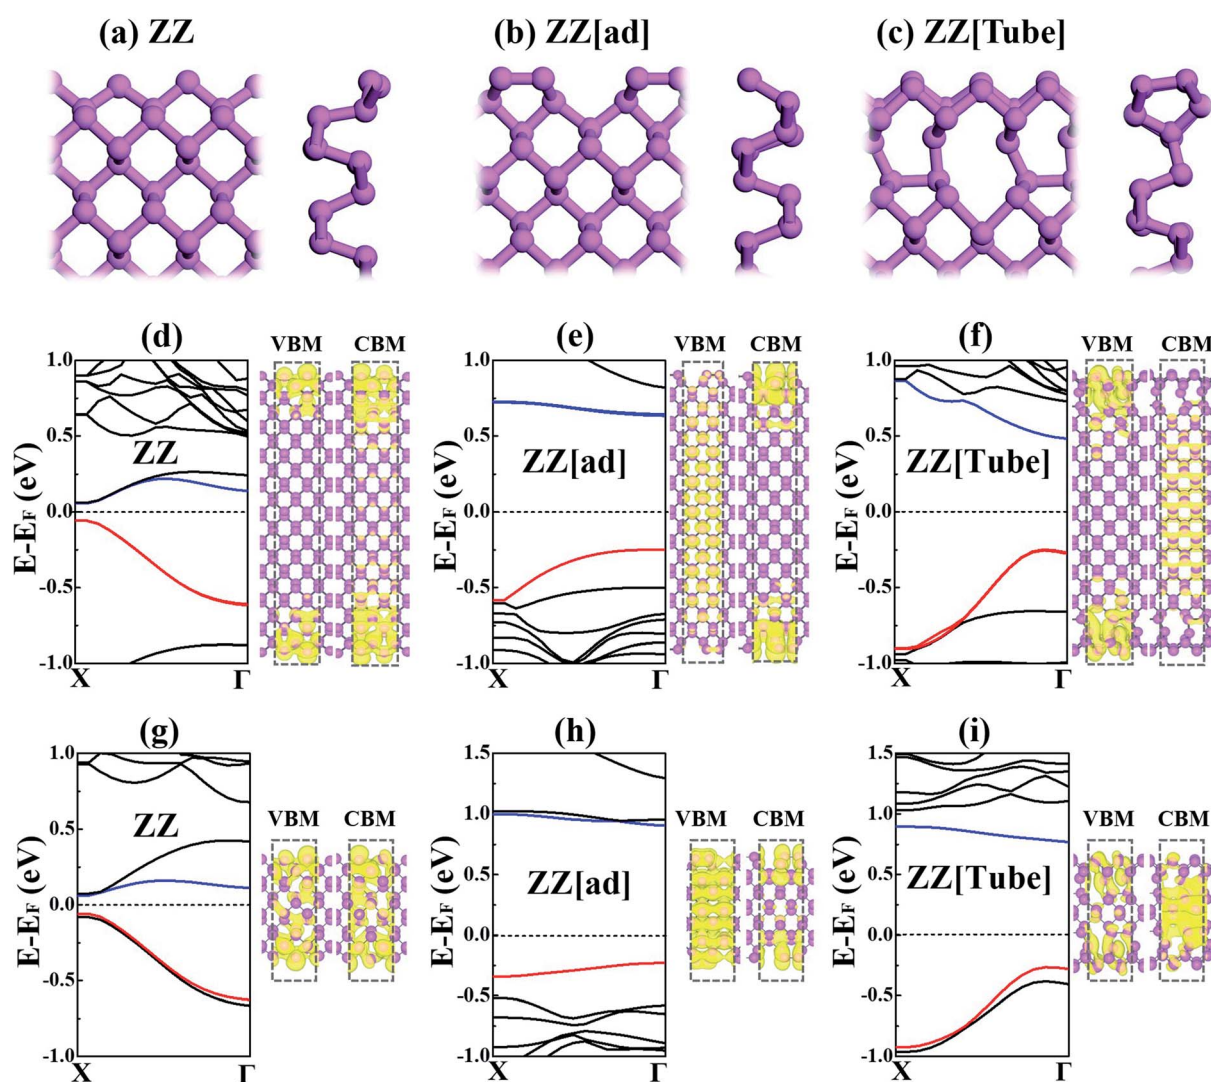 (a) ZZ
(b) ZZ[ad]
(c) ZZ[Tube]
(d)
VBM
CBM
(e)
VBM
CBM
(f)
VBM
CBM
1.0
0.5
0.0
-0.5
-1.0
E-EF (eV)
ZZ
X
Γ
1.0
0.5
0.0
-0.5
-1.0
E-EF (eV)
ZZ[ad]
X
Γ
1.0
0.5
0.0
-0.5
-1.0
E-EF (eV)
ZZ[Tube]
X
Γ
(g)
VBM
CBM
(h)
VBM
CBM
(i)
VBM
CBM
1.0
0.5
0.0
-0.5
-1.0
E-EF (eV)
ZZ
X
Γ
1.5
1.0
0.5
0.0
-0.5
-1.0
E-EF (eV)
ZZ[ad]
X
Γ
1.5
1.0
0.5
0.0
-0.5
-1.0
E-EF (eV)
ZZ[Tube]
X
Γ